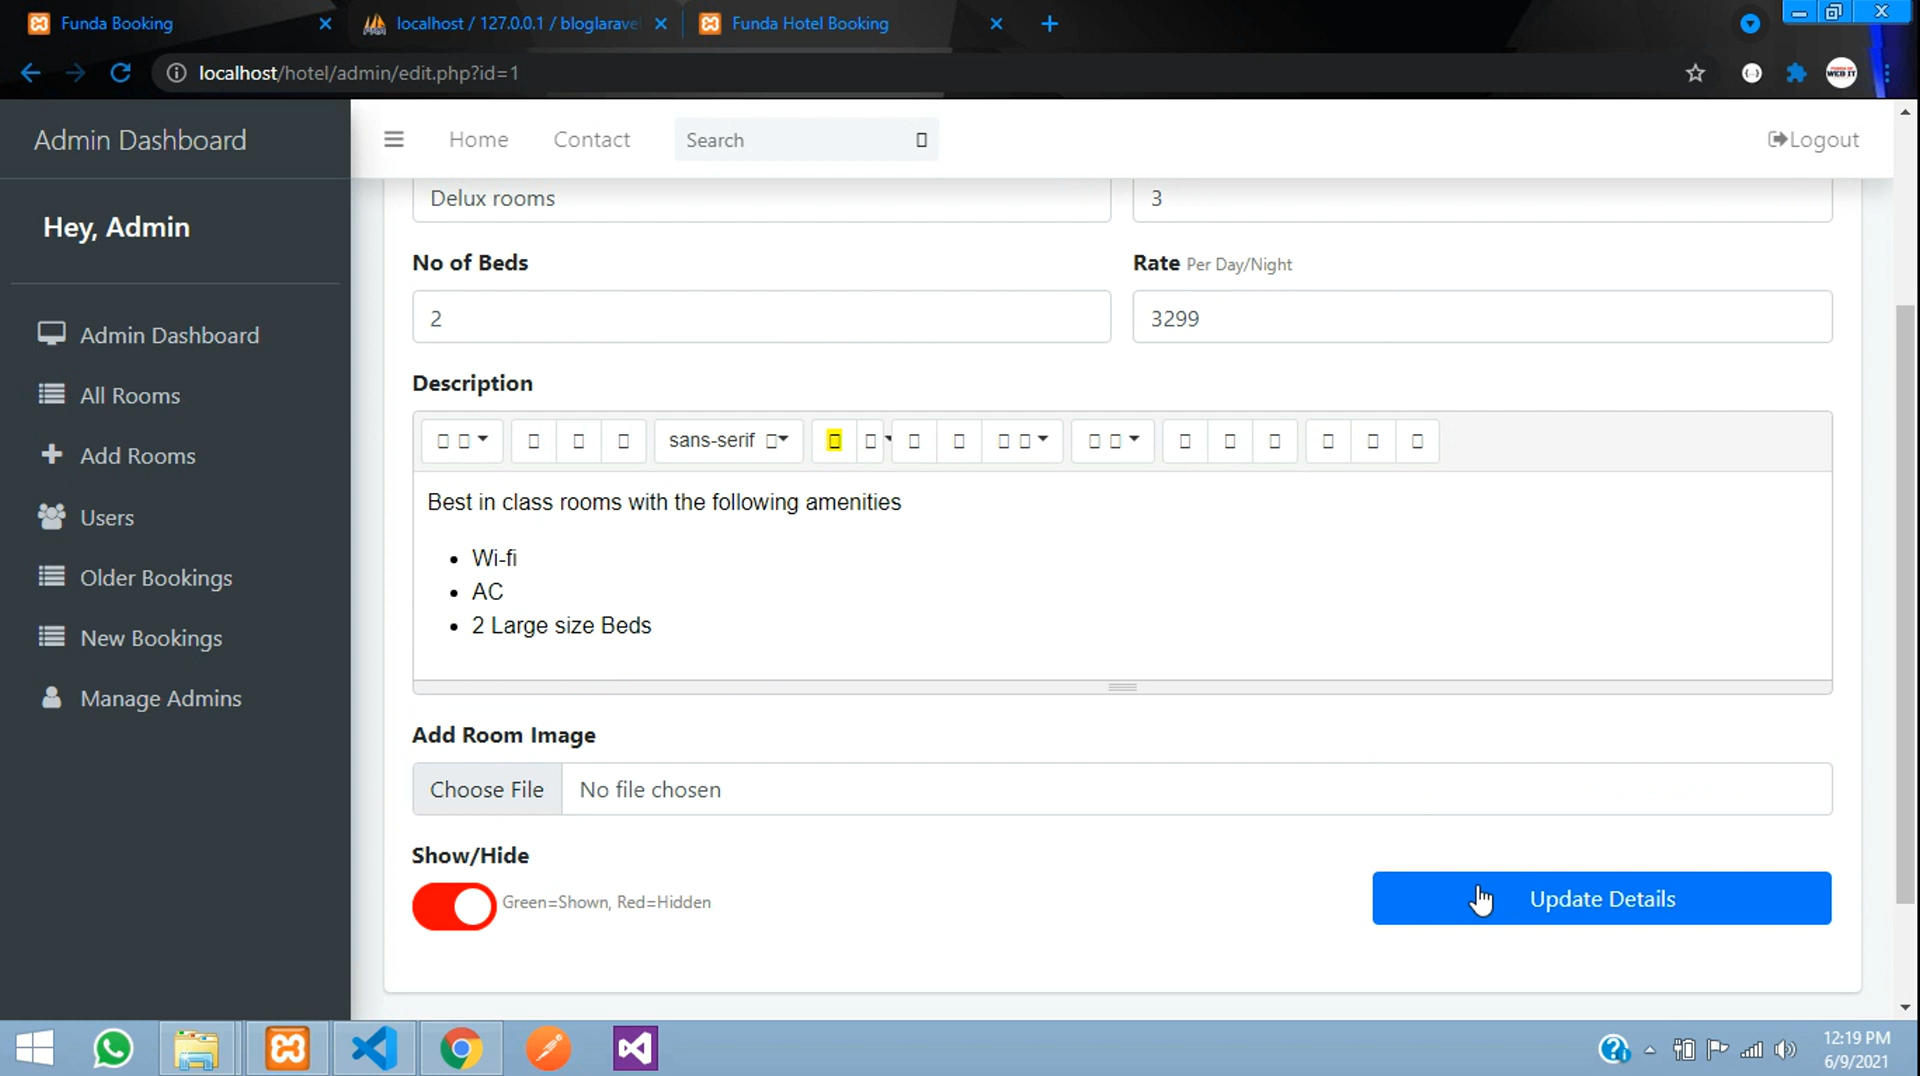 Funda Booking
localhost / 127.0.0.1 / bloglarave
Funda Hotel Booking
localhost/hotel/admin/edit.php?id=1
WEB IT
Admin Dashboard
Home
Contact
Search
Logout
Hey, Admin
Admin Dashboard
All Rooms
Add Rooms
Users
Older Bookings
New Bookings
Manage Admins
Delux rooms
3
No of Beds
Rate Per Day/Night
2
3299
Description
sans-serif
Best in class rooms with the following amenities
• Wi-fi
• AC
• 2 Large size Beds
Add Room Image
Choose File No file chosen
Show/Hide
Green=Shown, Red=Hidden
Update Details
12:19 PM
6/9/2021